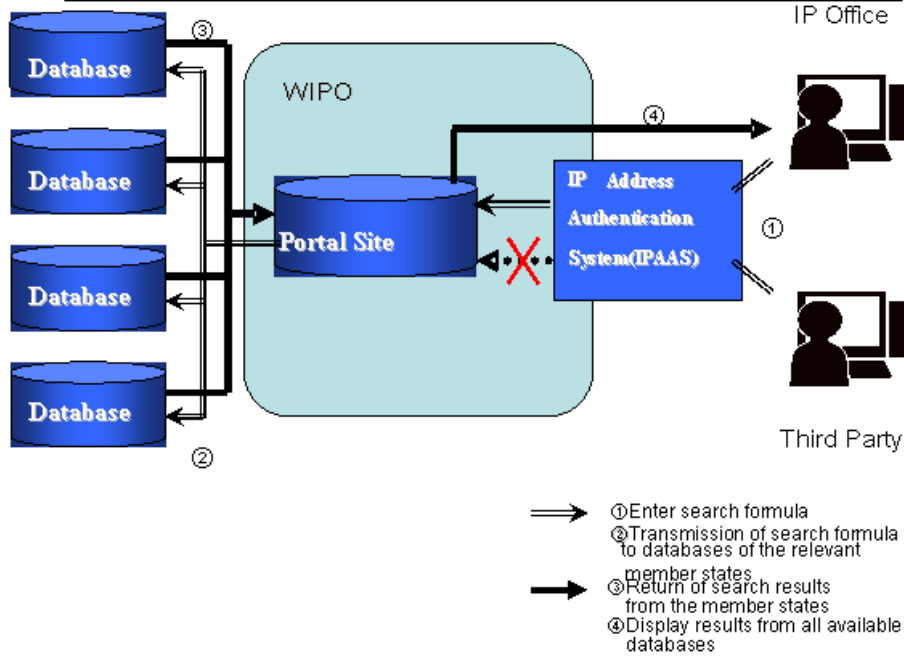 IP Office
③
Database
WIPO
④
Database
IP Address
Authentication
System(IPAAS)
①
Portal Site
Database
Database
②
Third Party
①Enter search formula
②Transmission of search formula
to databases of the relevant
member states
③Return of search results
from the member states
④Display results from all available
databases